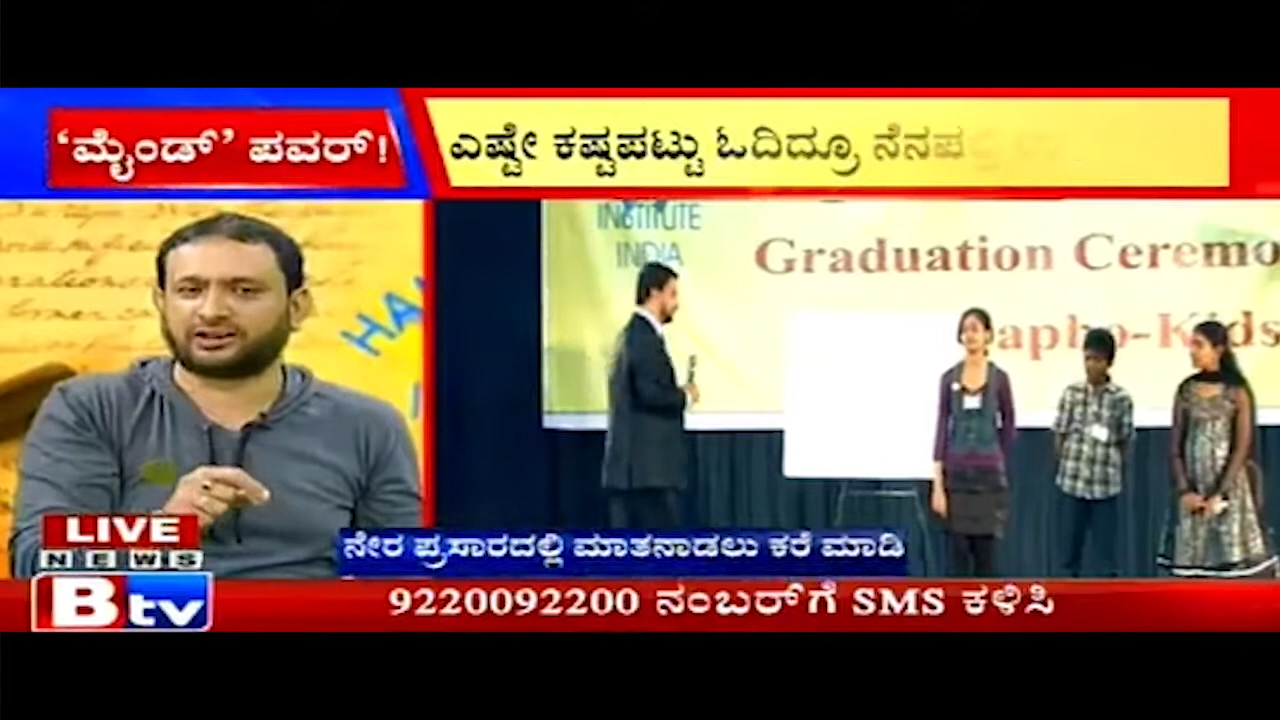 ‘ಮೈಂಡ್’ ಪವರ್!
ಎಷ್ಟೇ ಕಷ್ಟಪಟ್ಟು ಓದಿದ್ರೂ ನೆನಪ
INSTITUTE
INDIA
Graduation Ceremo
apho-Kids
HA
LIVE
NEWS
Btv
ನೇರ ಪ್ರಸಾರದಲ್ಲಿ ಮಾತನಾಡಲು ಕರೆ ಮಾಡಿ
9220092200 ನಂಬರ್‌ಗೆ SMS ಕಳಿಸಿ